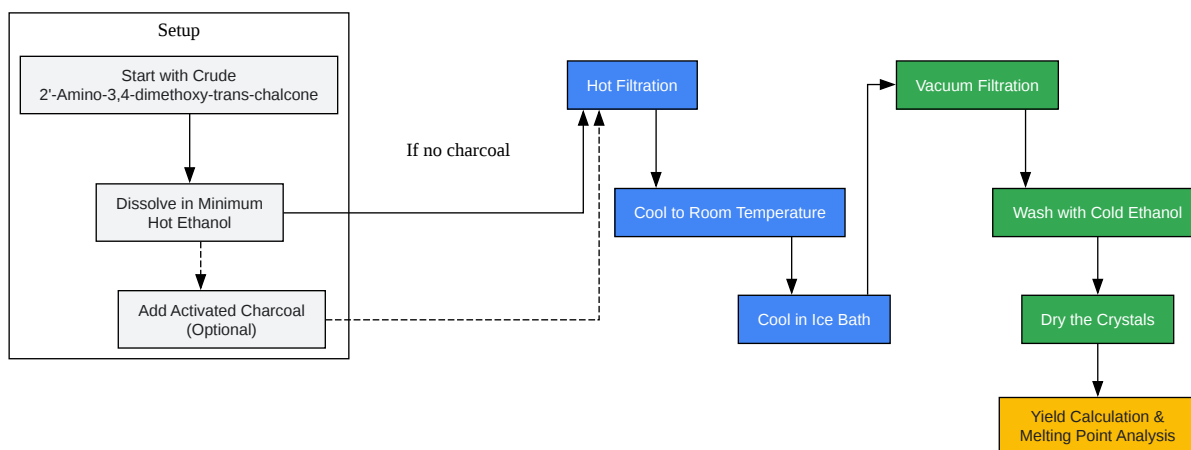 Setup
Start with Crude
2'-Amino-3,4-dimethoxy-trans-chalcone
Dissolve in Minimum
Hot Ethanol
Add Activated Charcoal
(Optional)
If no charcoal
Hot Filtration
Cool to Room Temperature
Cool in Ice Bath
Vacuum Filtration
Wash with Cold Ethanol
Dry the Crystals
Yield Calculation &
Melting Point Analysis